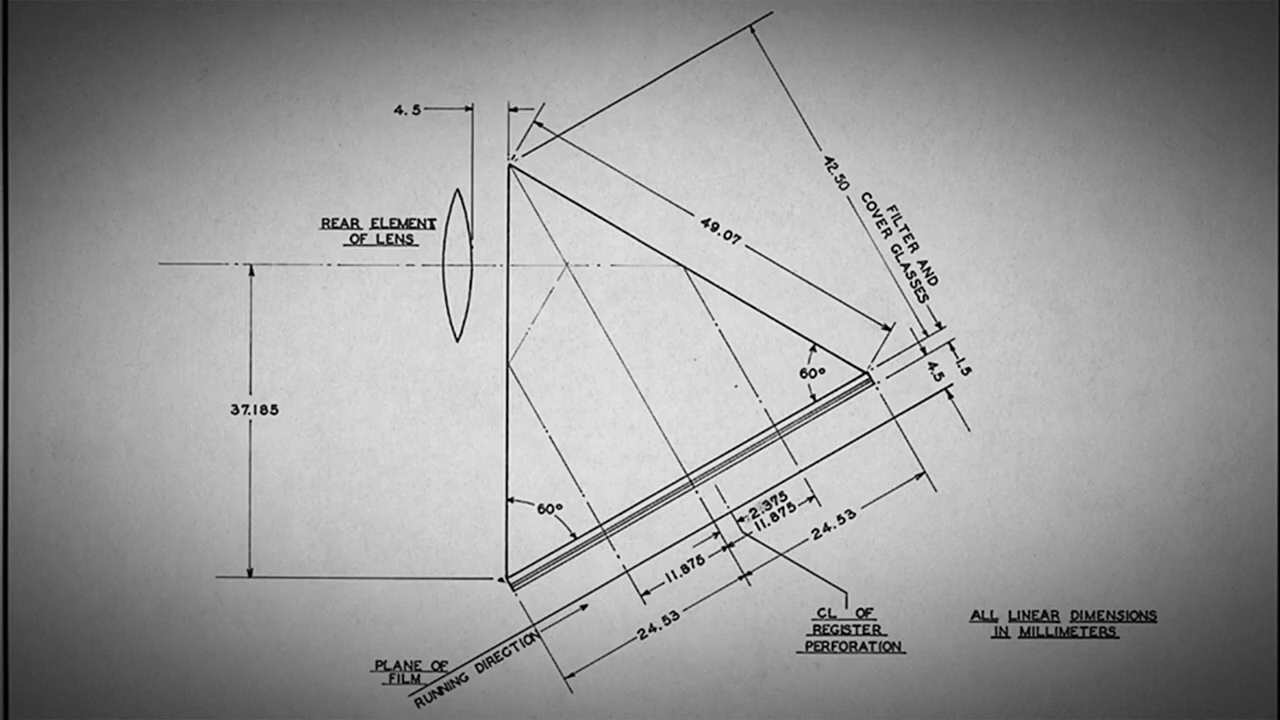 4.5
REAR ELEMENT
OF LENS
42.50
FILTER AND
COVER GLASSES
49.07
60°
4.5
1.5
37.185
60°
2.375
11.875
11.875
24.53
24.53
CL OF
REGISTER
PERFORATION
ALL LINEAR DIMENSIONS
IN MILLIMETERS
PLANE OF
FILM
RUNNING DIRECTION